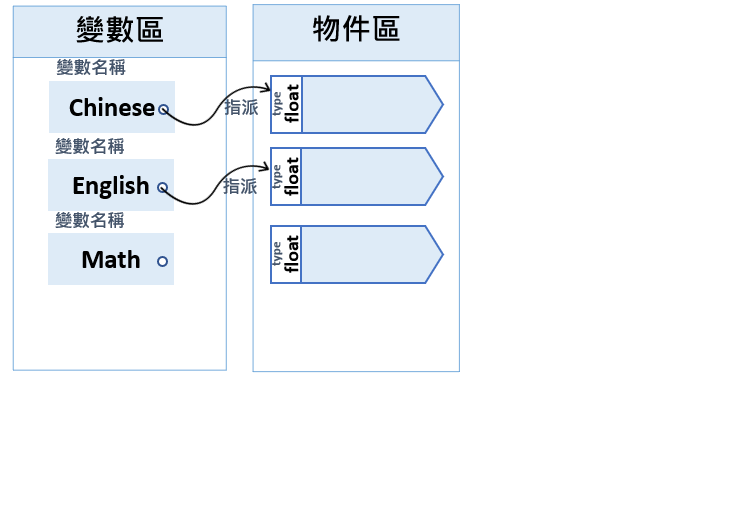 變數區
物件區
變數名稱
Chinese
指派
type
float
變數名稱
English
指派
type
float
變數名稱
Math
type
float